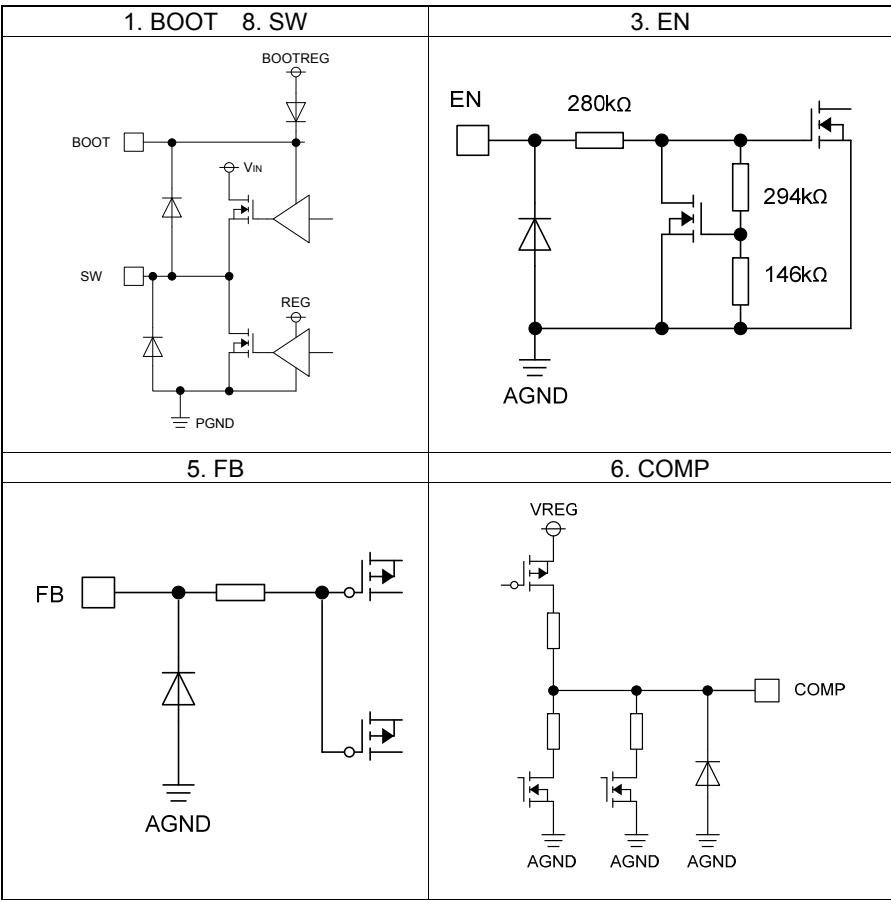 1. BOOT 8. SW
BOOTREG
BOOT
VIN
SW
REG
PGND
3. EN
EN
280kΩ
294kΩ
146kΩ
AGND
5. FB
FB
AGND
6. COMP
VREG
COMP
AGND AGND AGND